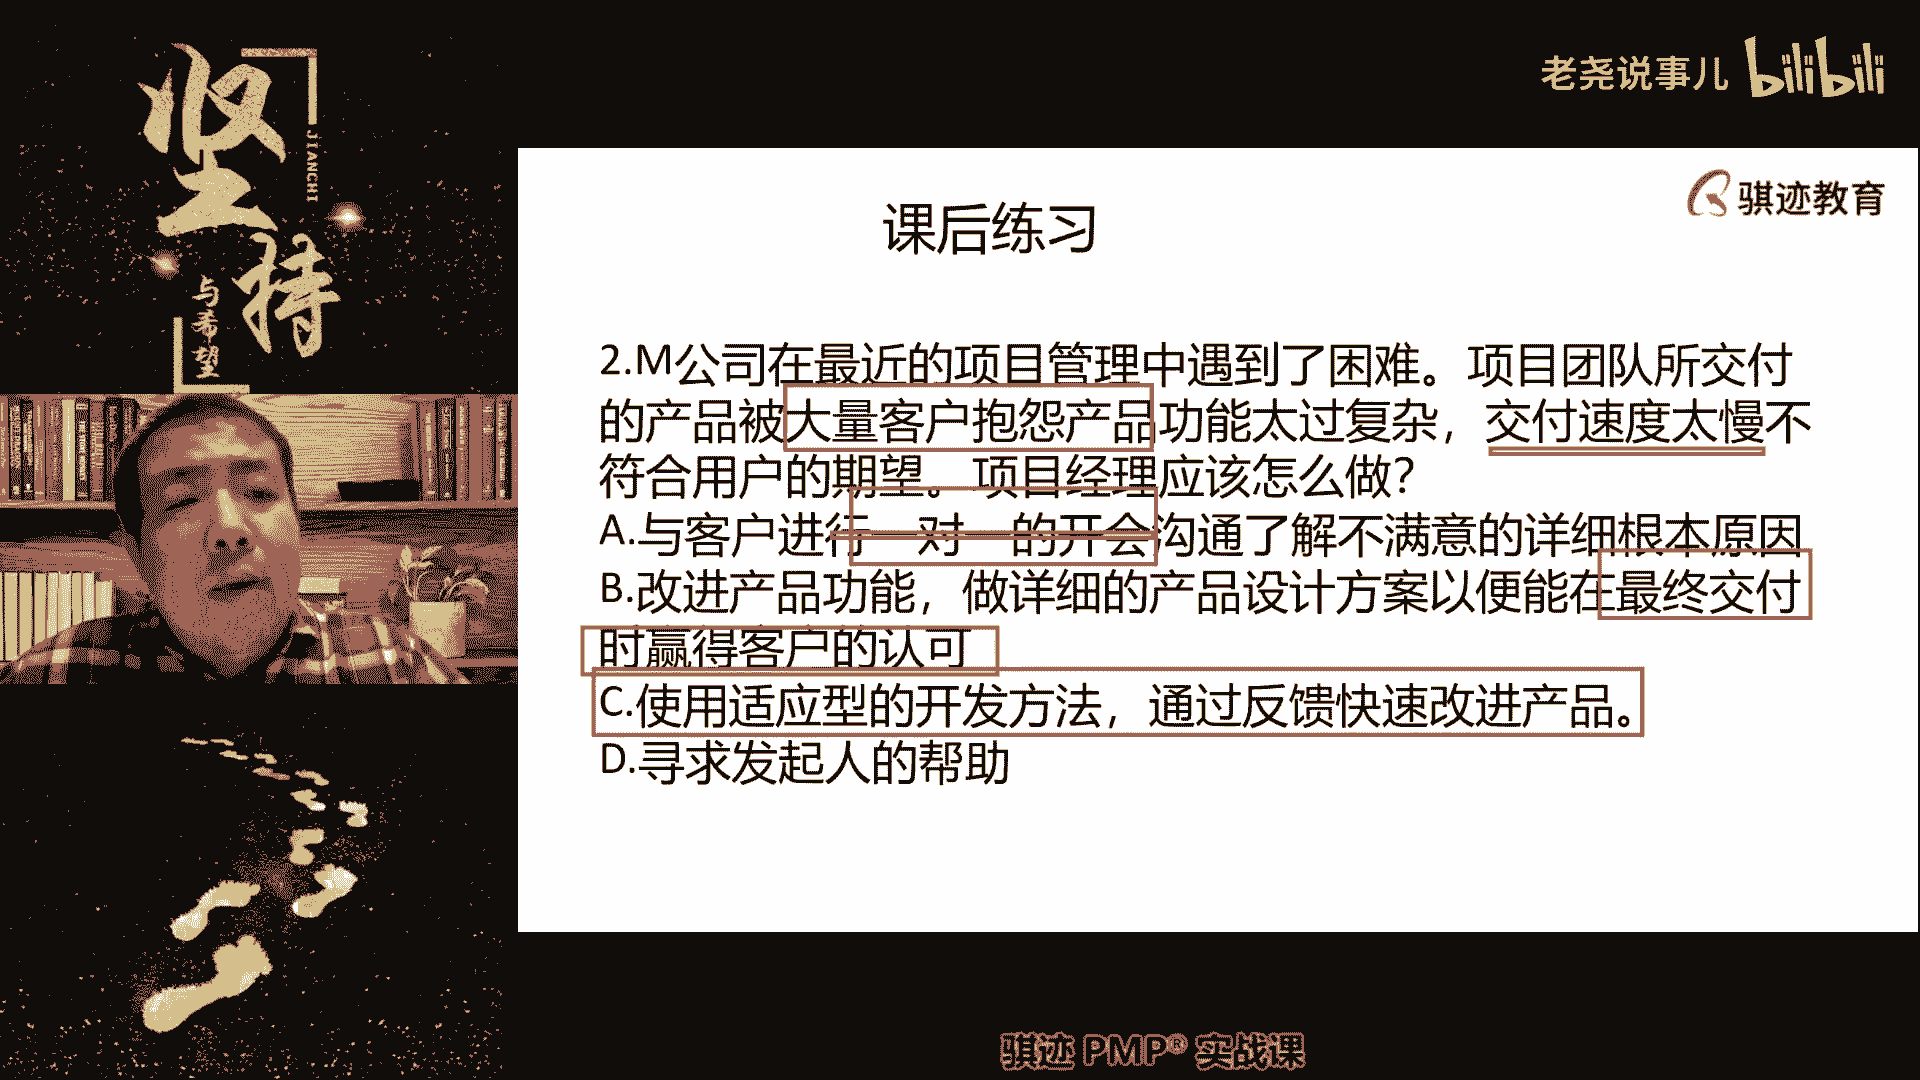 坚持
JIANCHI
与希望
老尧说事儿 bilibili
骐迹教育
课后练习
2.M公司在最近的项目管理中遇到了困难。项目团队所交付
的产品被大量客户抱怨产品功能太过复杂，交付速度太慢不
符合用户的期望。项目经理应该怎么做？
A.与客户进行一对一的开会沟通了解不满意的详细根本原因
B.改进产品功能，做详细的产品设计方案以便能在最终交付
时赢得客户的认可
C.使用适应型的开发方法，通过反馈快速改进产品。
D.寻求发起人的帮助
骐迹 PMP® 实战课